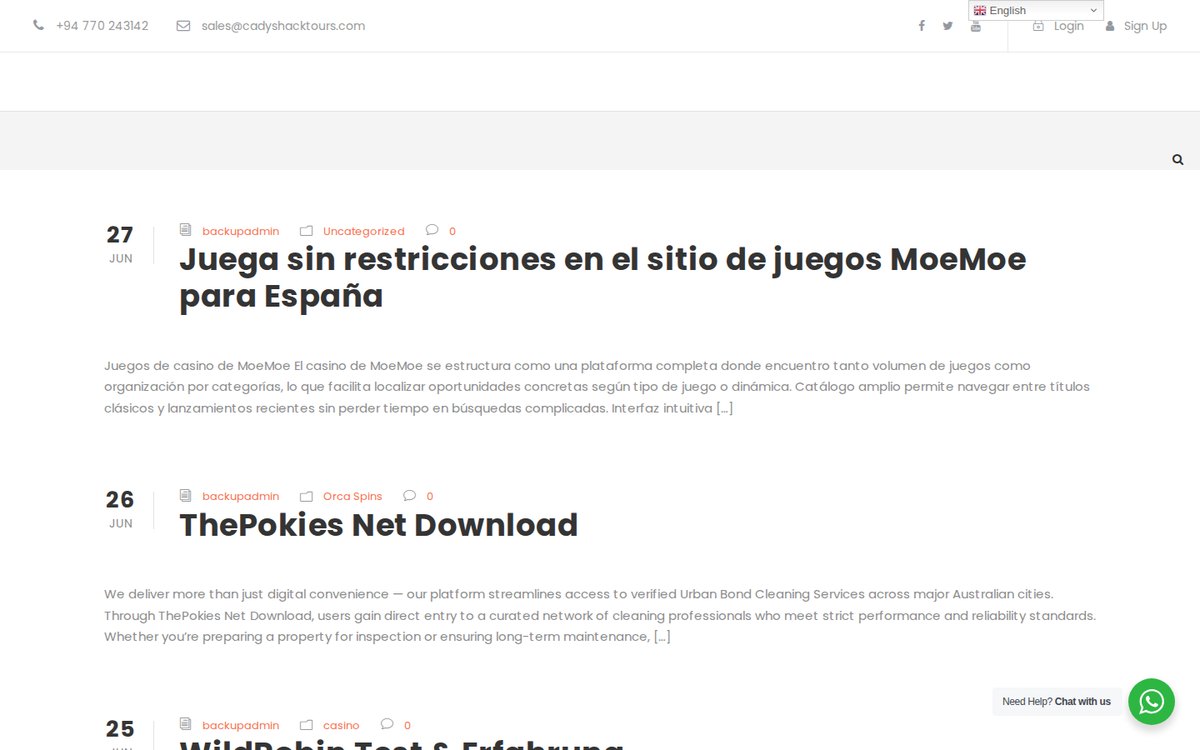 +94 770 243142 sales@cadyshacktours.com English Login Sign Up
27 JUN
backupadmin Uncategorized 0
Juega sin restricciones en el sitio de juegos MoeMoe
para España
Juegos de casino de MoeMoe El casino de MoeMoe se estructura como una plataforma completa donde encuentro tanto volumen de juegos como
organización por categorías, lo que facilita localizar oportunidades concretas según tipo de juego o dinámica. Catálogo amplio permite navegar entre títulos
clásicos y lanzamientos recientes sin perder tiempo en búsquedas complicadas. Interfaz intuitiva [...]
26 JUN
backupadmin Orca Spins 0
ThePokies Net Download
We deliver more than just digital convenience — our platform streamlines access to verified Urban Bond Cleaning Services across major Australian cities.
Through ThePokies Net Download, users gain direct entry to a curated network of cleaning professionals who meet strict performance and reliability standards.
Whether you're preparing a property for inspection or ensuring long-term maintenance, [...]
Need Help? Chat with us
25 JUN
backupadmin casino 0
WildRobin Test & Erfahrung